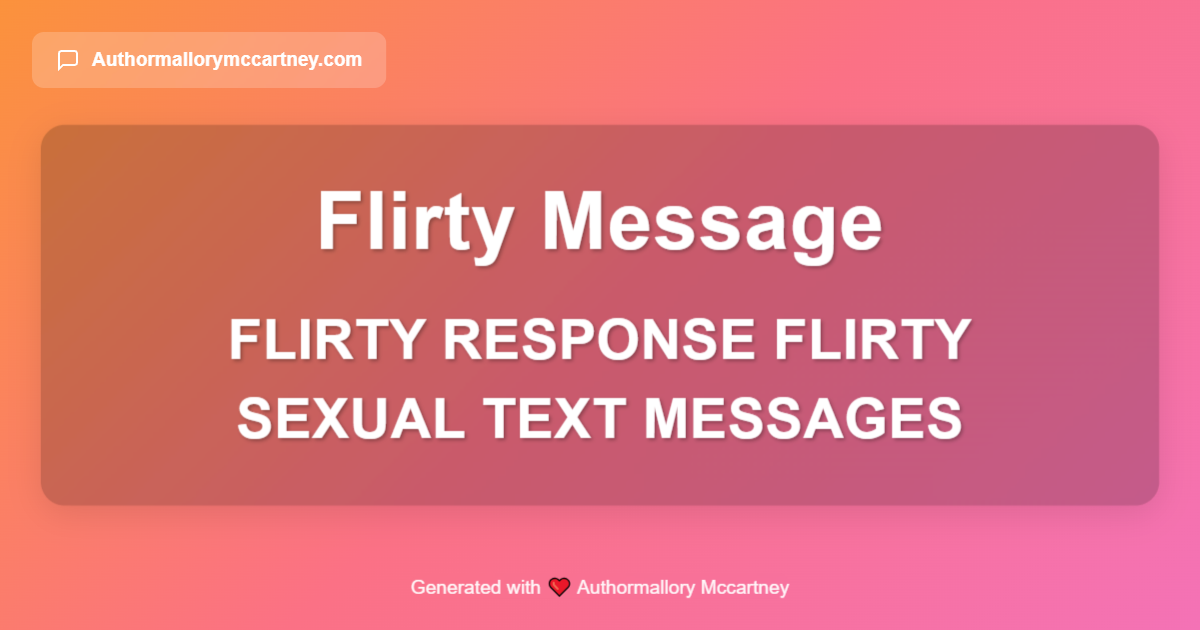 Authormallorymccartney.com
Flirty Message
FLIRTY RESPONSE FLIRTY
SEXUAL TEXT MESSAGES
Generated with ❤️ Authormallory Mccartney